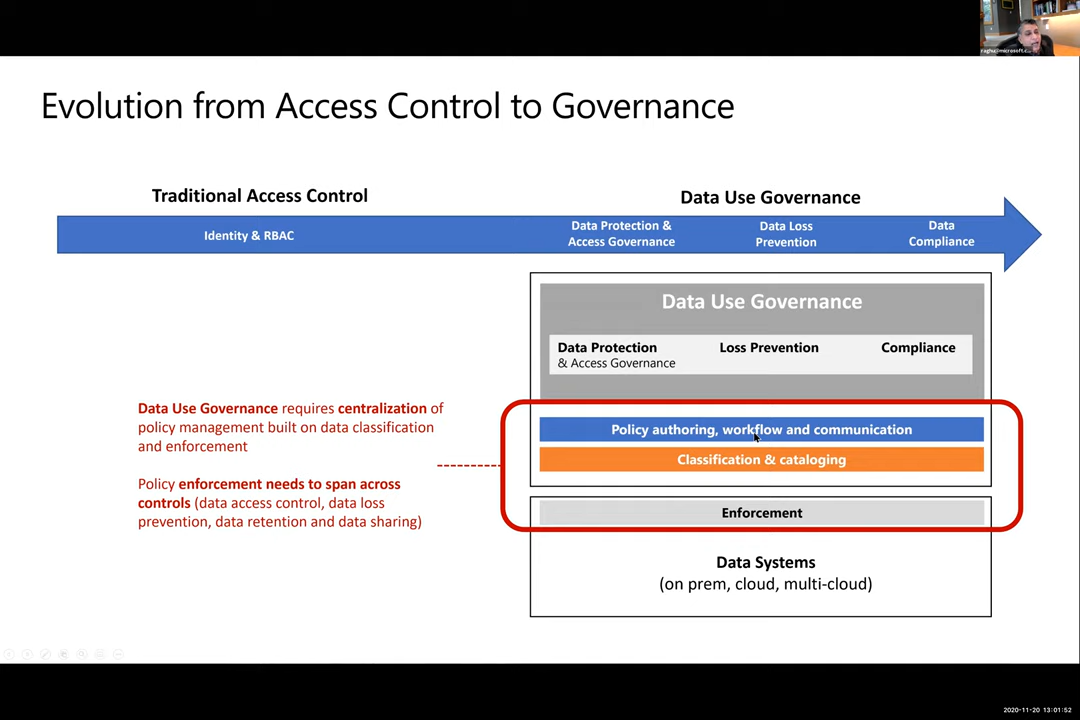 raghu@microsoft.c...
Evolution from Access Control to Governance
Traditional Access Control
Data Use Governance
Identity & RBAC
Data Protection &
Access Governance
Data Loss
Prevention
Data
Compliance
Data Use Governance
Data Protection
& Access Governance
Loss Prevention
Compliance
Data Use Governance requires centralization of
policy management built on data classification
and enforcement
Policy enforcement needs to span across
controls (data access control, data loss
prevention, data retention and data sharing)
Policy authoring, workflow and communication
Classification & cataloging
Enforcement
Data Systems
(on prem, cloud, multi-cloud)
2020-11-20 13:01:52